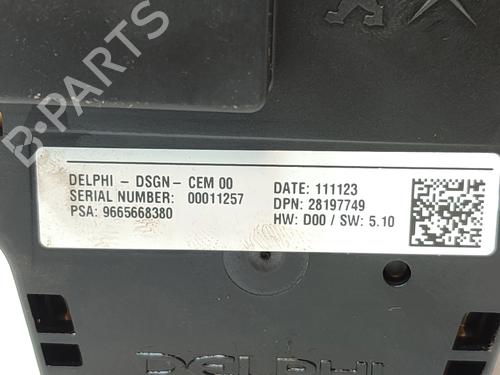 B-PARTS
DELPHI - DSGN- CEM 00
SERIAL NUMBER: 00011257
PSA: 9665668380
DATE: 111123
DPN: 28197749
HW: D00 / SW: 5.10
DELPHI